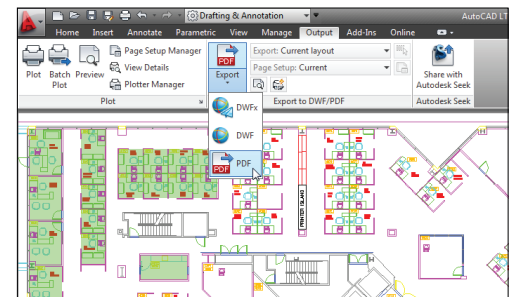 Drafting & Annotation
AutoCAD LT
Home Insert Annotate Parametric View Manage Output Add-Ins Online
Plot
Batch Plot
Preview
Page Setup Manager
View Details
Plotter Manager
PDF
Export
Export: Current layout
Page Setup: Current
Share with
Autodesk Seek
Plot
Export to DWF/PDF
Autodesk Seek
DWFx
DWF
PDF
PDF
PRINTER ISLAND